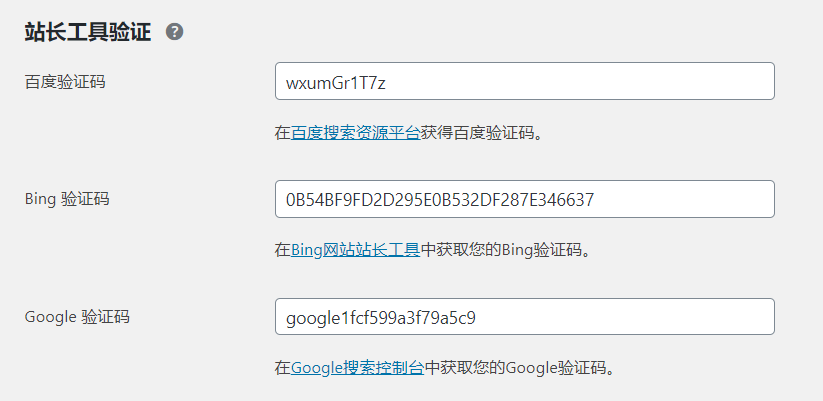 站长工具验证 ?
百度验证码
wxumGr1T7z
在百度搜索资源平台获得百度验证码。
Bing 验证码
0B54BF9FD2D295E0B532DF287E346637
在Bing网站站长工具中获取您的Bing验证码。
Google 验证码
google1fcf599a3f79a5c9
在Google搜索控制台中获取您的Google验证码。